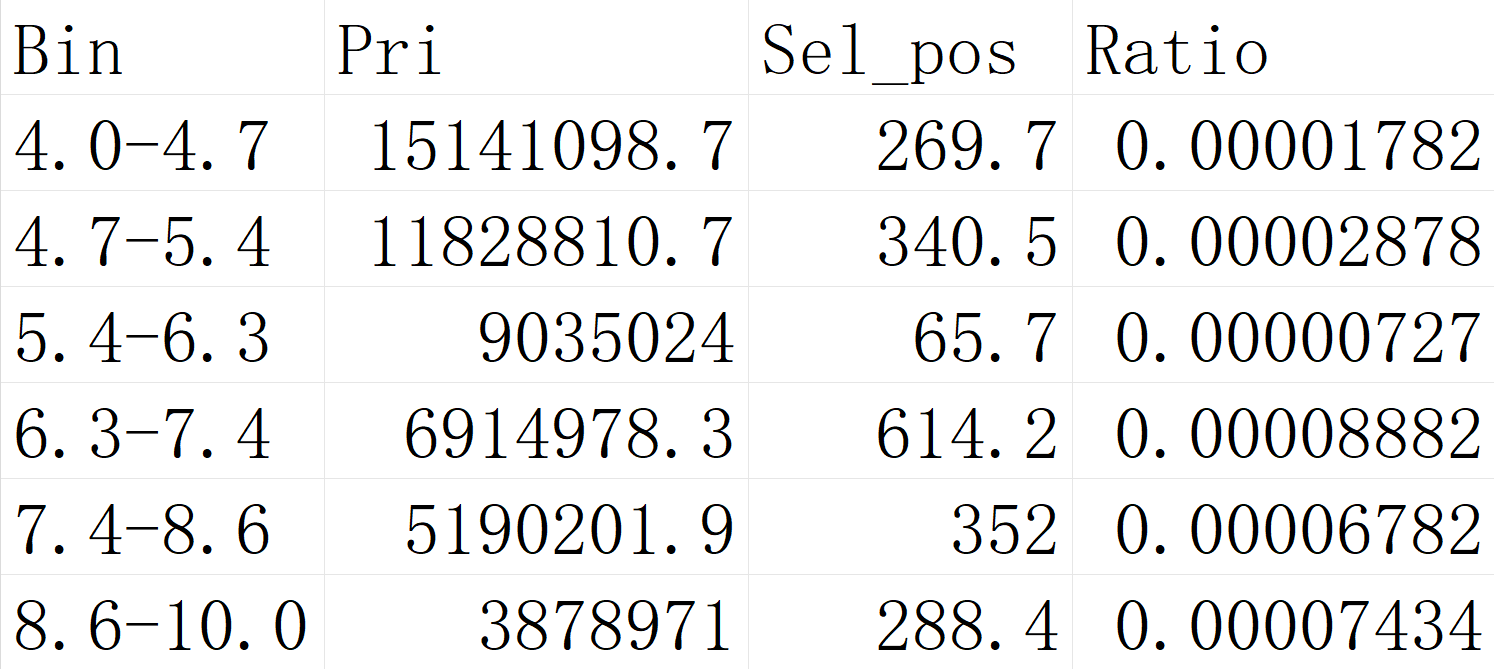 Bin Pri Sel_pos Ratio
4.0-4.7 15141098.7 269.7 0.00001782
4.7-5.4 11828810.7 340.5 0.00002878
5.4-6.3 9035024 65.7 0.00000727
6.3-7.4 6914978.3 614.2 0.00008882
7.4-8.6 5190201.9 352 0.00006782
8.6-10.0 3878971 288.4 0.00007434